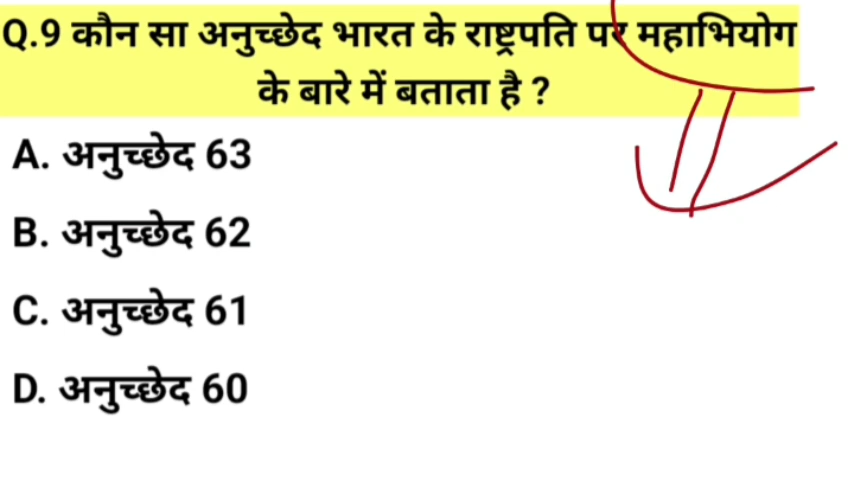 Q.9 कौन सा अनुच्छेद भारत के राष्ट्रपति पर महाभियोग
के बारे में बताता है ?
A. अनुच्छेद 63
B. अनुच्छेद 62
C. अनुच्छेद 61
D. अनुच्छेद 60